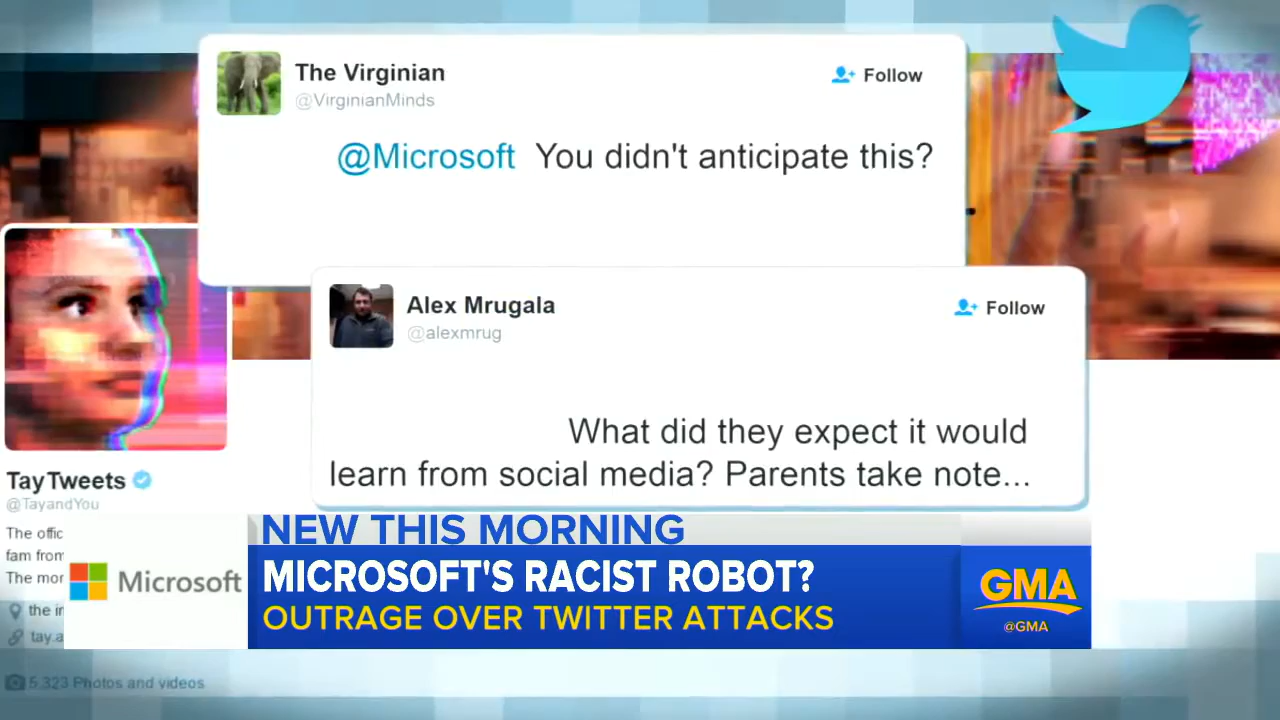 The Virginian
@VirginianMinds
Follow
@Microsoft You didn't anticipate this?
Alex Mrugala
@alexmrug
Follow
What did they expect it would
learn from social media? Parents take note...
TayTweets
@TayandYou
The offic
fam from
The mor
the in
tay.a
5,323 Photos and videos
Microsoft
NEW THIS MORNING
MICROSOFT'S RACIST ROBOT?
OUTRAGE OVER TWITTER ATTACKS
GMA
@GMA